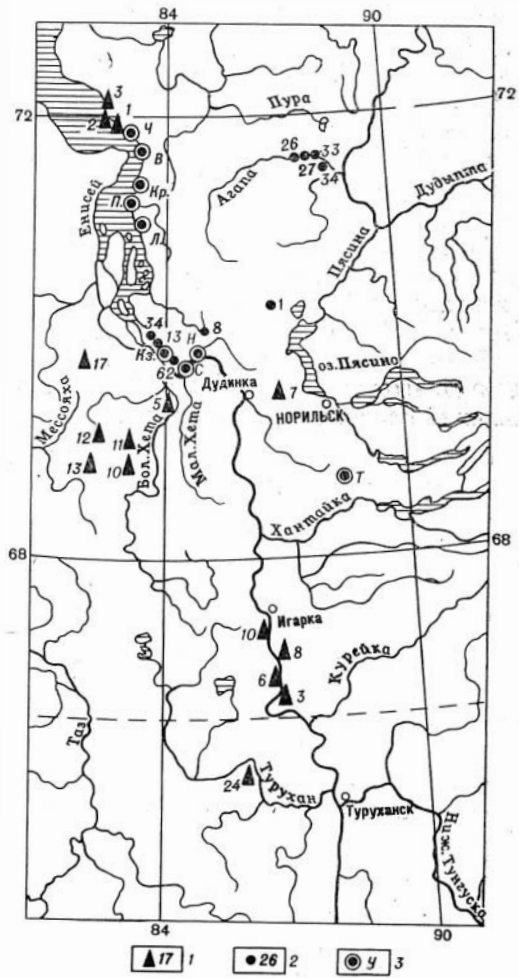 84
90
72
72
Пура
3
2
1
Ч
В
26
33
27
34
Агапа
Дудыпта
Енисей
Кр.
П.
Л.
Пясина
1
34
13
Н
8
Кз.
62
С
17
оз. Пясино
Дудинка
7
НОРИЛЬСК
Мессояха
5
12
11
13
10
Бол. Хета
Мал. Хета
Т
Хантайка
68
68
Игарка
10
8
6
3
Курейка
Таз
24
Турухан
Туруханск
Ниж. Тунгуска
84
90
17 1
26 2
У 3